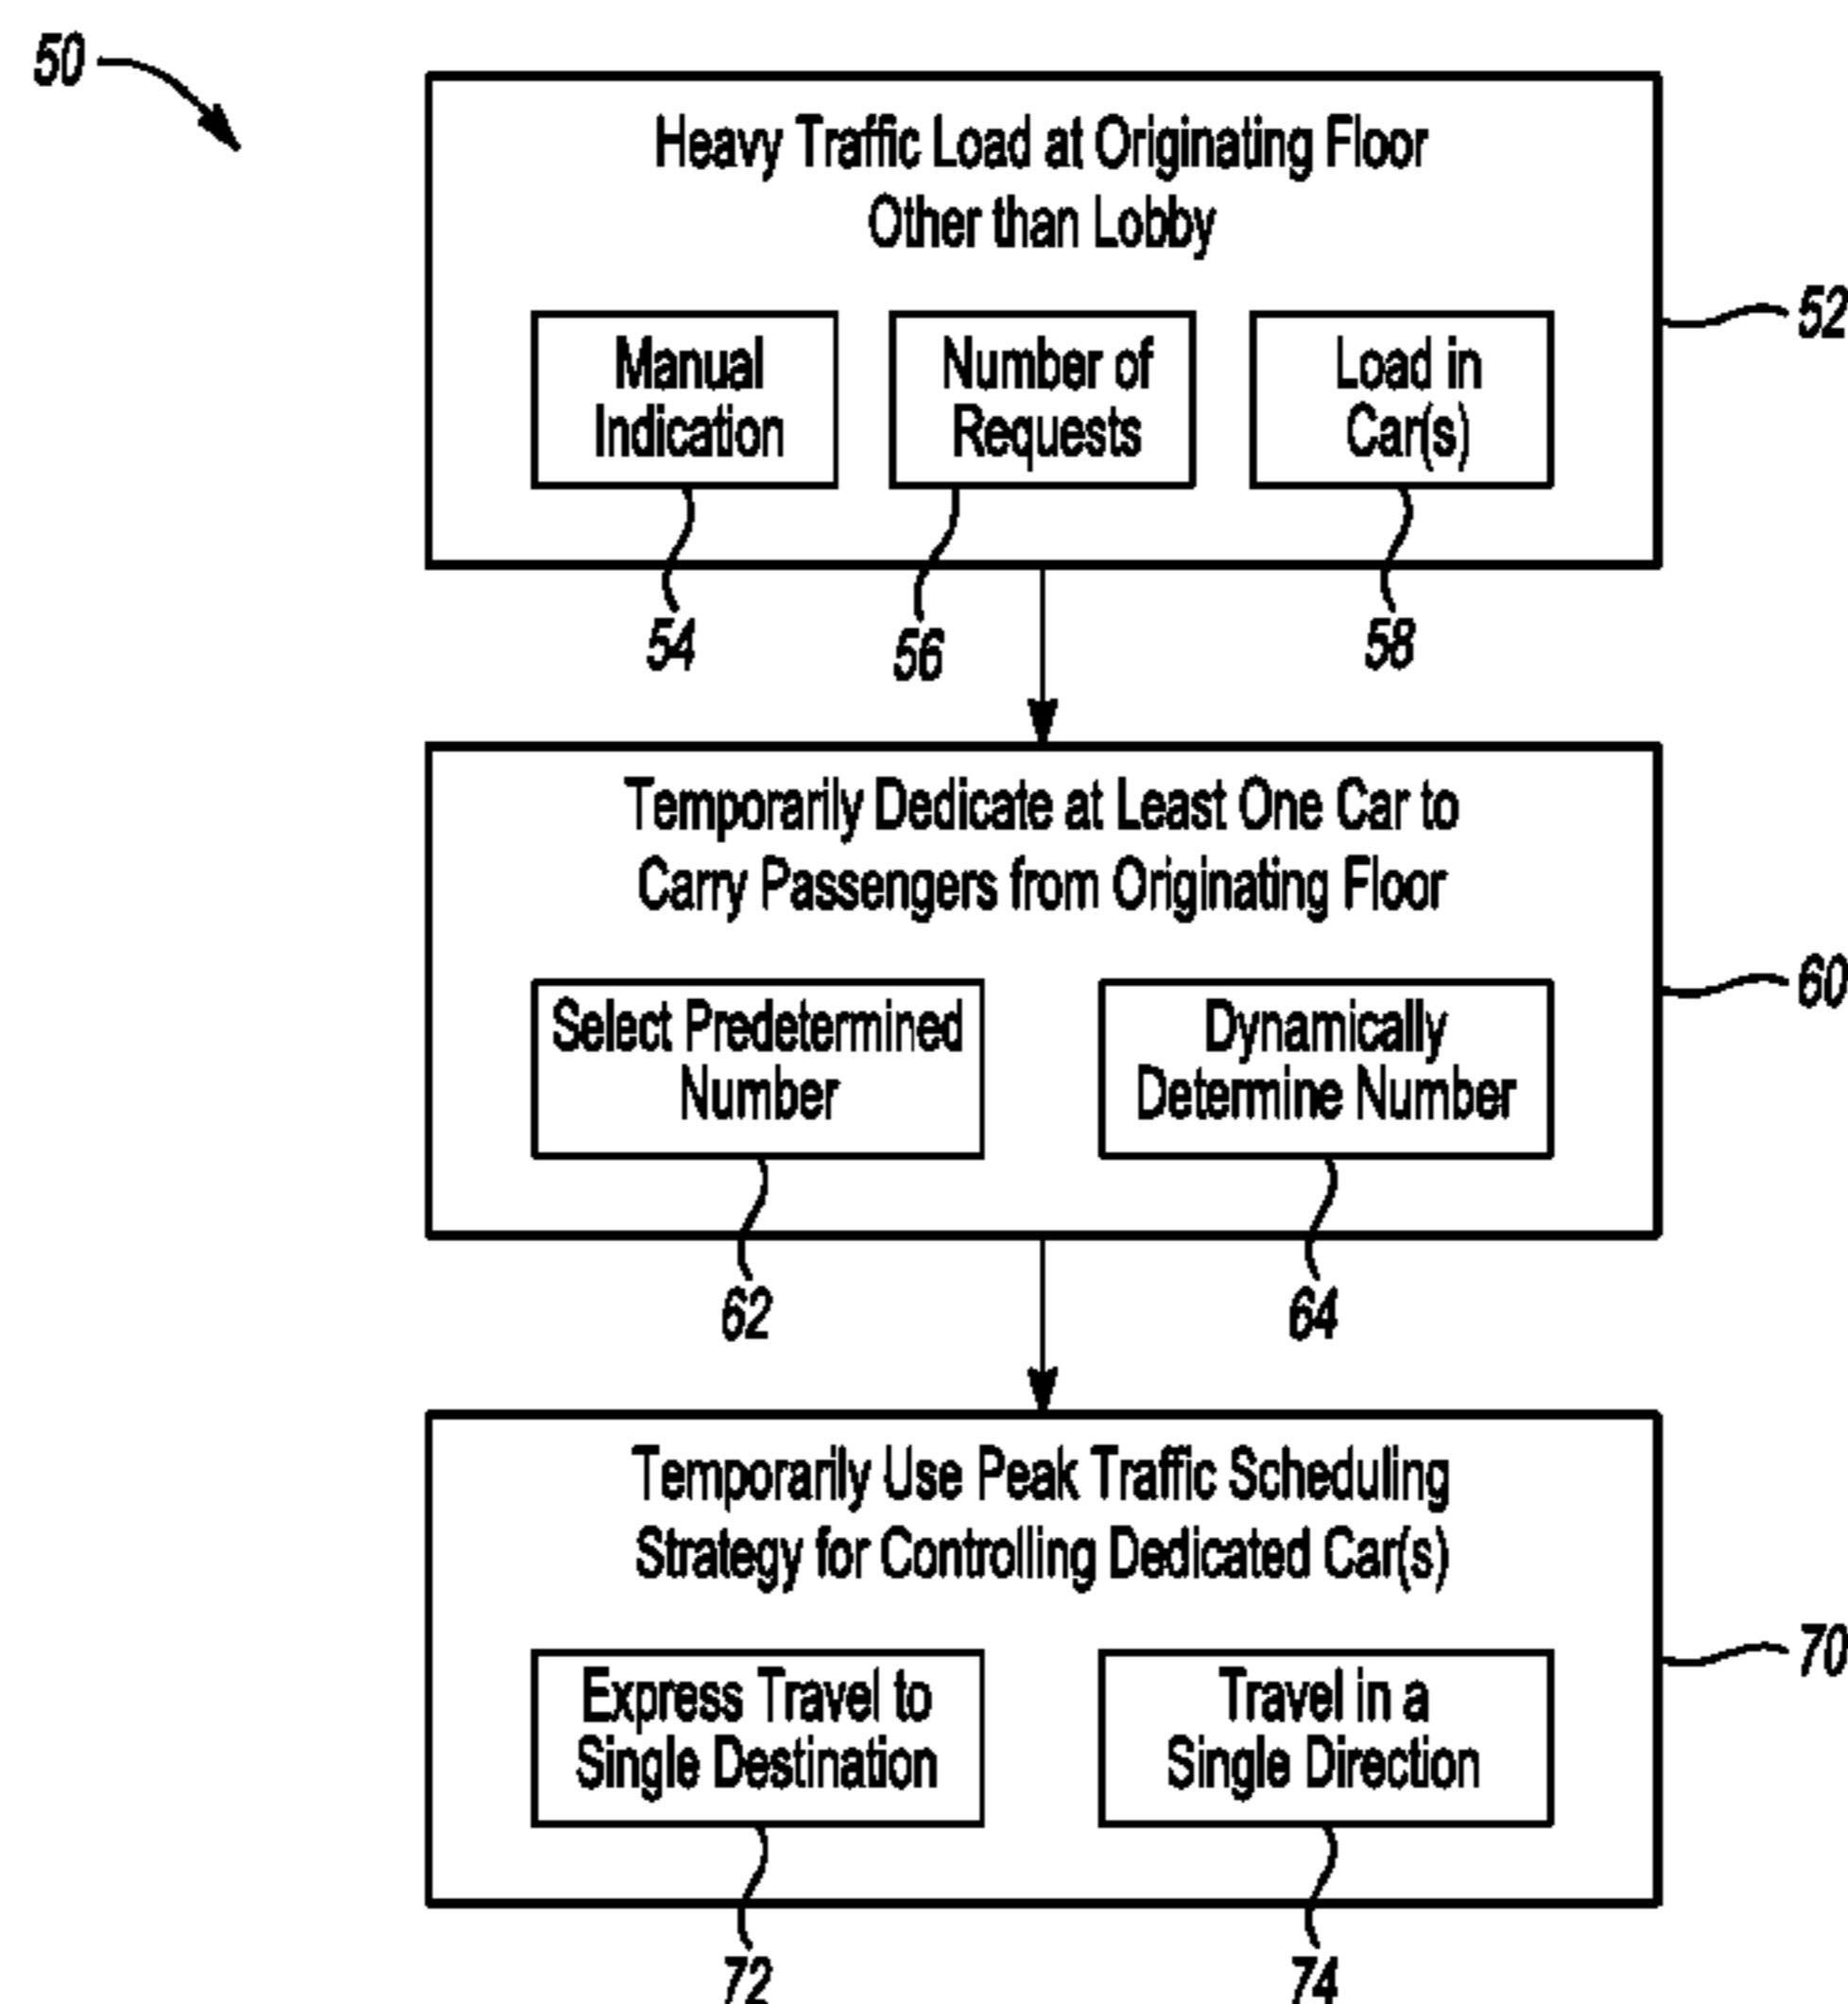 50
Heavy Traffic Load at Originating Floor
Other than Lobby
52
Manual
Indication
Number of
Requests
Load in
Car(s)
54
56
58
Temporarily Dedicate at Least One Car to
Carry Passengers from Originating Floor
60
Select Predetermined
Number
Dynamically
Determine Number
62
64
Temporarily Use Peak Traffic Scheduling
Strategy for Controlling Dedicated Car(s)
70
Express Travel to
Single Destination
Travel in a
Single Direction
72
74